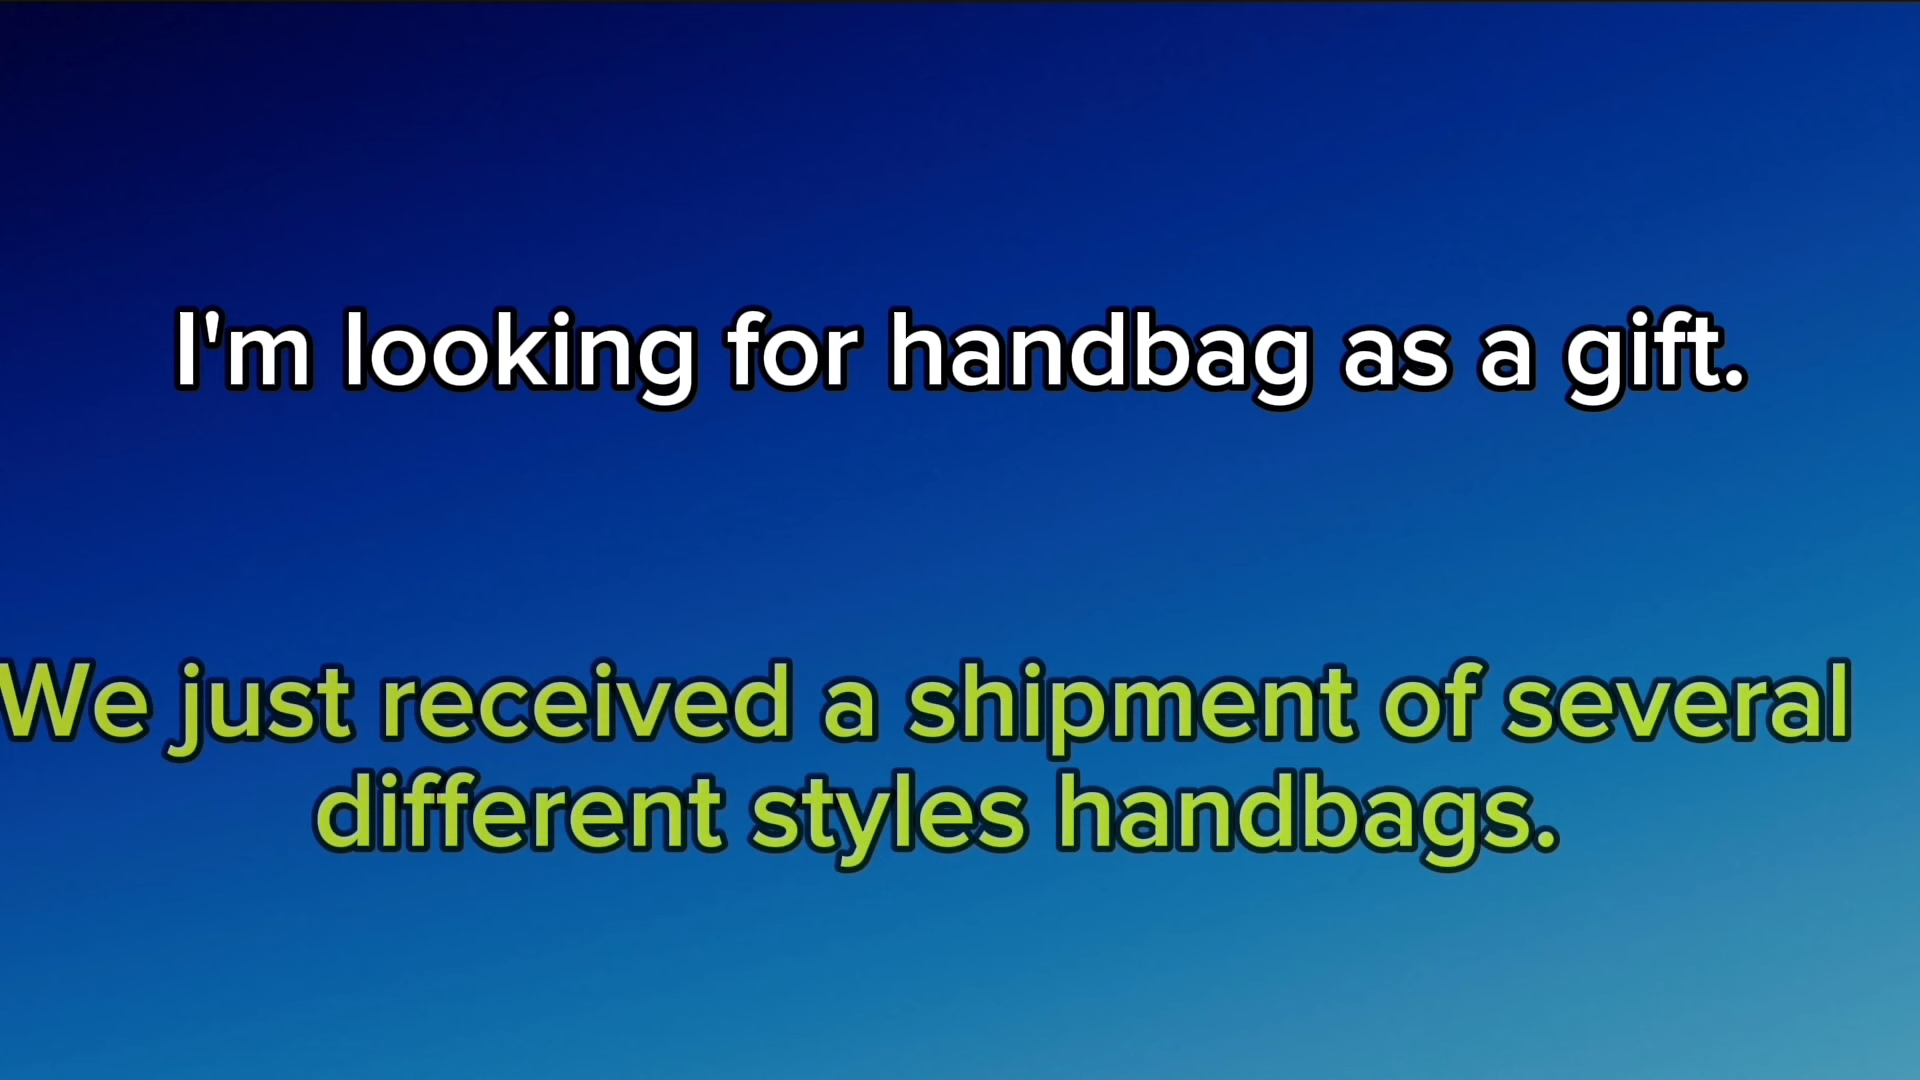 I'm looking for handbag as a gift.
We just received a shipment of several
different styles handbags.